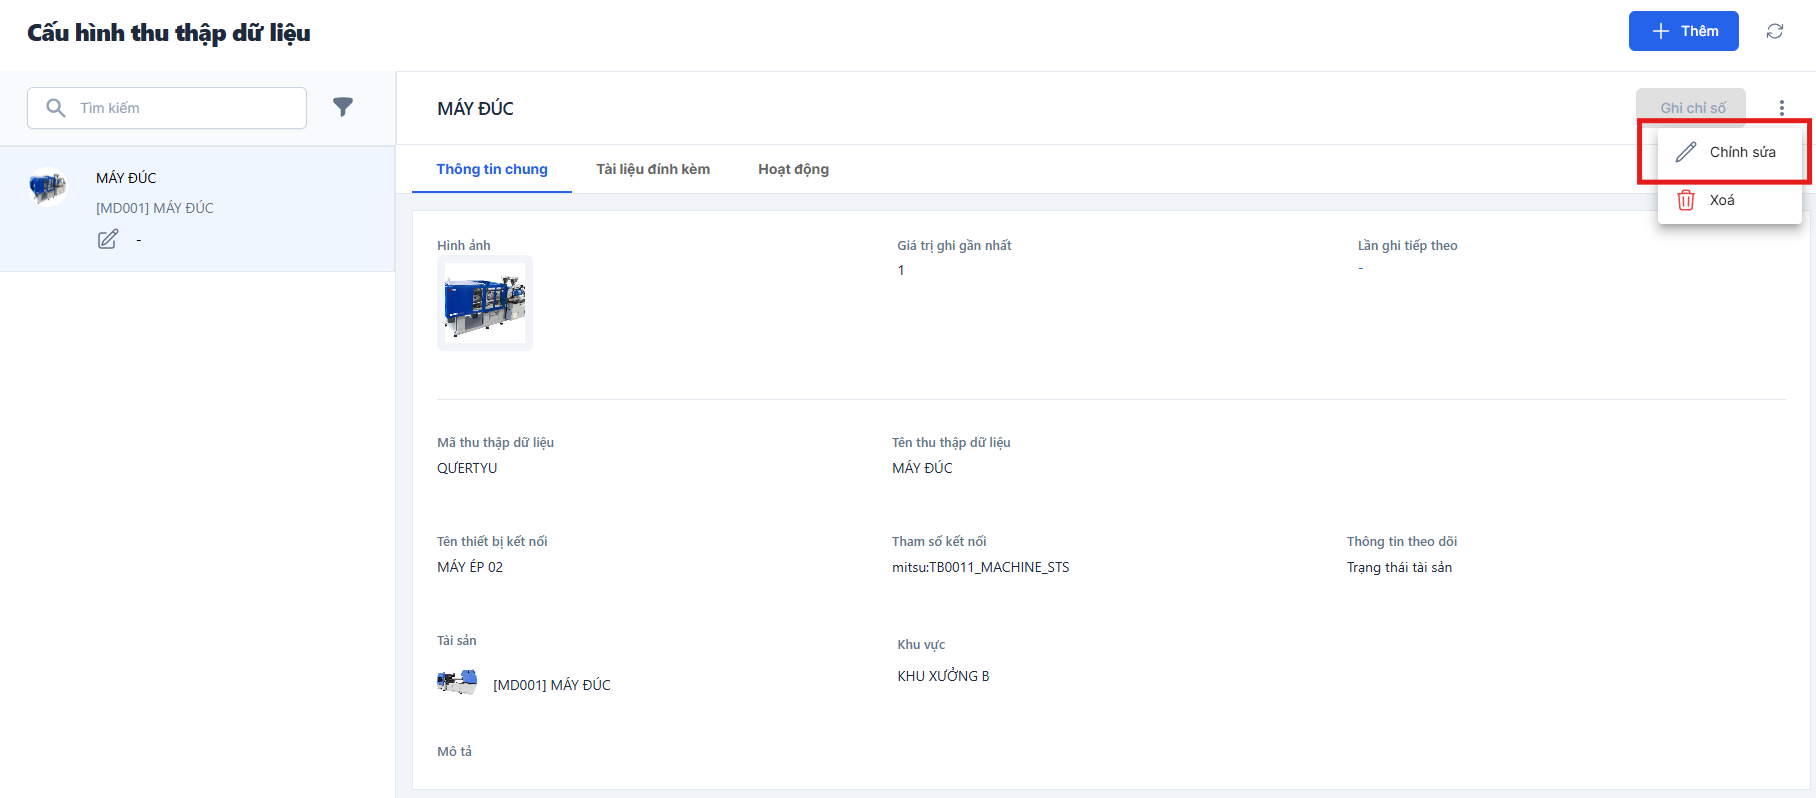 Cấu hình thu thập dữ liệu
Thêm
Tìm kiếm
MÁY ĐÚC
Ghi chỉ số
Chỉnh sửa
Xoá
MÁY ĐÚC
[MD001] MÁY ĐÚC
-
Thông tin chung
Tài liệu đính kèm
Hoạt động
Hình ảnh
Giá trị ghi gần nhất
1
Lần ghi tiếp theo
-
Mã thu thập dữ liệu
QƯERTYU
Tên thu thập dữ liệu
MÁY ĐÚC
Tên thiết bị kết nối
MÁY ÉP 02
Tham số kết nối
mitsu:TB0011_MACHINE_STS
Thông tin theo dõi
Trạng thái tài sản
Tài sản
[MD001] MÁY ĐÚC
Khu vực
KHU XƯỞNG B
Mô tả